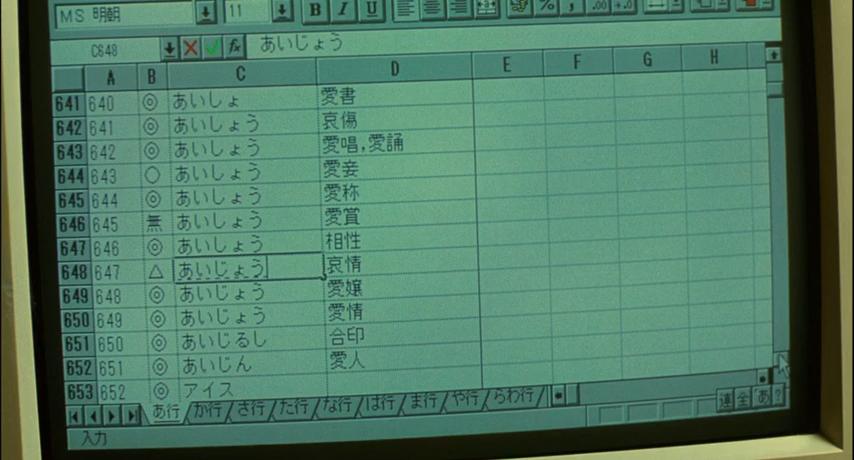 MS 明朝 11 B I U % , .00 +.0
C648 fx あいじょう
A B C D E F G H
641 640 ◎ あいしょ 愛書
642 641 ◎ あいしょう 哀傷
643 642 ◎ あいしょう 愛唱,愛誦
644 643 ○ あいしょう 愛妾
645 644 ◎ あいしょう 愛称
646 645 無 あいしょう 愛賞
647 646 ◎ あいしょう 相性
648 647 △ あいじょう 哀情
649 648 ◎ あいじょう 愛嬢
650 649 ◎ あいじょう 愛情
651 650 ◎ あいじるし 合印
652 651 ◎ あいじん 愛人
653 652 ◎ アイス
あ行 か行 さ行 た行 な行 は行 ま行 や行 らわ行
入力 連 全 あ ?